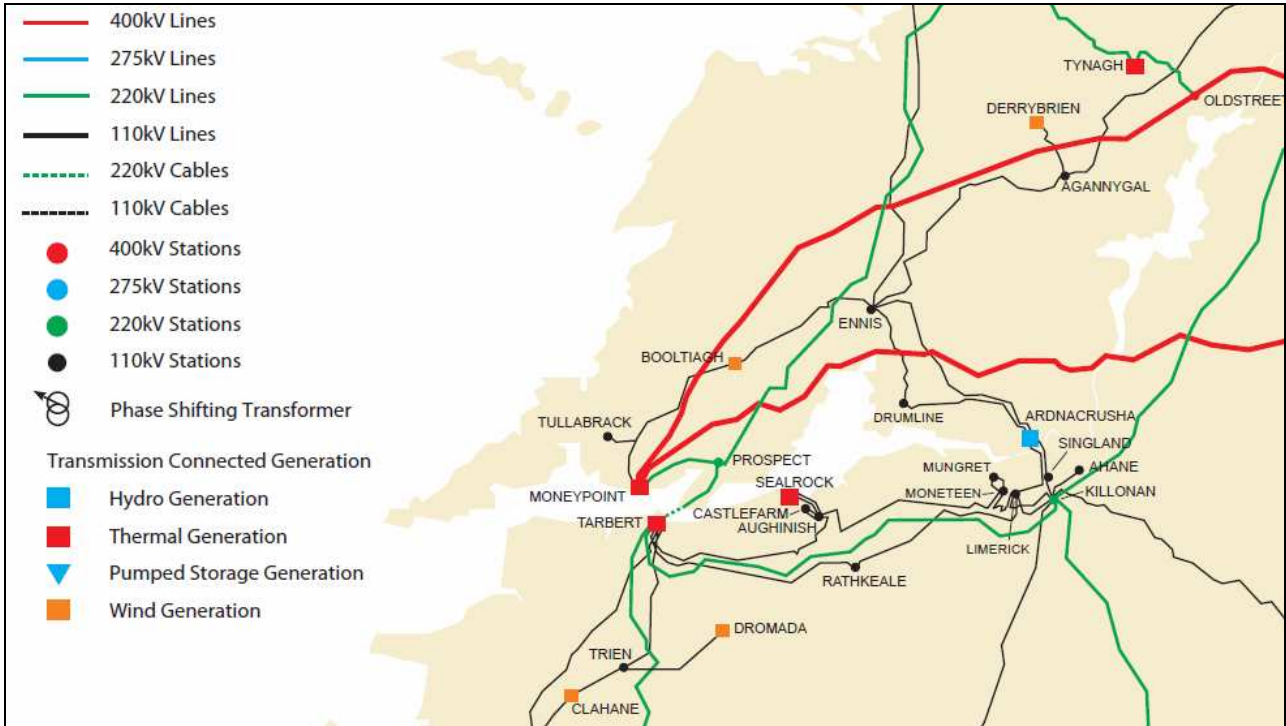 400kV Lines
275kV Lines
220kV Lines
110kV Lines
220kV Cables
110kV Cables
400kV Stations
275kV Stations
220kV Stations
110kV Stations
Phase Shifting Transformer
Transmission Connected Generation
Hydro Generation
Thermal Generation
Pumped Storage Generation
Wind Generation
TYNAGH
OLDSTREET
DERRYBRIEN
AGANNYGAL
ENNIS
BOOLTIAGH
DRUMLINE
ARDNACRUSHA
TULLABRACK
SINGLAND
PROSPECT
MUNGRET
AHANE
SEALROCK
MONEYPOINT
MONETEEN
KILLONAN
CASTLEFARM
TARBERT
AUGHINISH
LIMERICK
RATHKEALE
DROMADA
TRIEN
CLAHANE